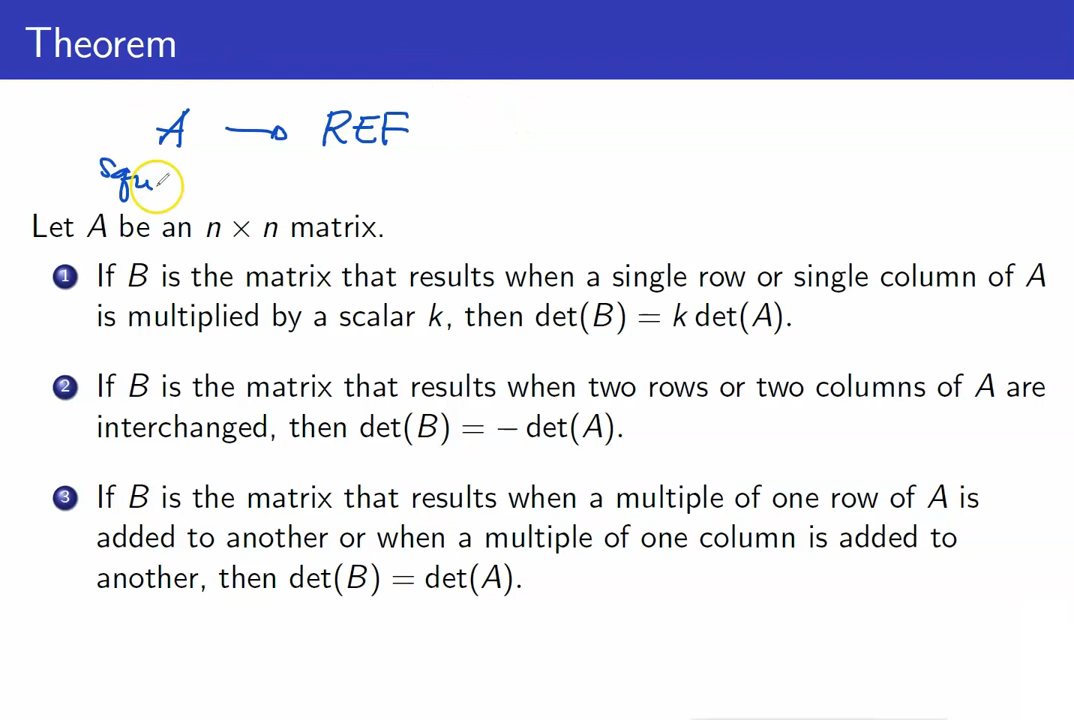 Theorem
A → REF
squ
Let A be an n × n matrix.
1 If B is the matrix that results when a single row or single column of A
is multiplied by a scalar k, then det(B) = k det(A).
2 If B is the matrix that results when two rows or two columns of A are
interchanged, then det(B) = − det(A).
3 If B is the matrix that results when a multiple of one row of A is
added to another or when a multiple of one column is added to
another, then det(B) = det(A).